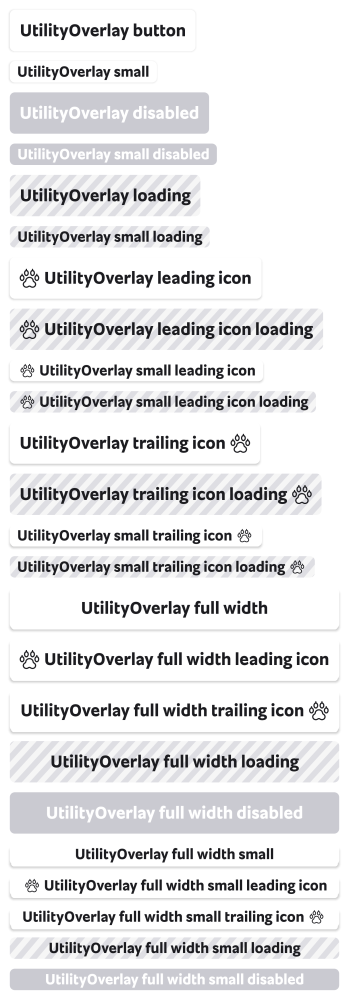 UtilityOverlay button
UtilityOverlay small
UtilityOverlay disabled
UtilityOverlay small disabled
UtilityOverlay loading
UtilityOverlay small loading
UtilityOverlay leading icon
UtilityOverlay leading icon loading
UtilityOverlay small leading icon
UtilityOverlay small leading icon loading
UtilityOverlay trailing icon
UtilityOverlay trailing icon loading
UtilityOverlay small trailing icon
UtilityOverlay small trailing icon loading
UtilityOverlay full width
UtilityOverlay full width leading icon
UtilityOverlay full width trailing icon
UtilityOverlay full width loading
UtilityOverlay full width disabled
UtilityOverlay full width small
UtilityOverlay full width small leading icon
UtilityOverlay full width small trailing icon
UtilityOverlay full width small loading
UtilityOverlay full width small disabled